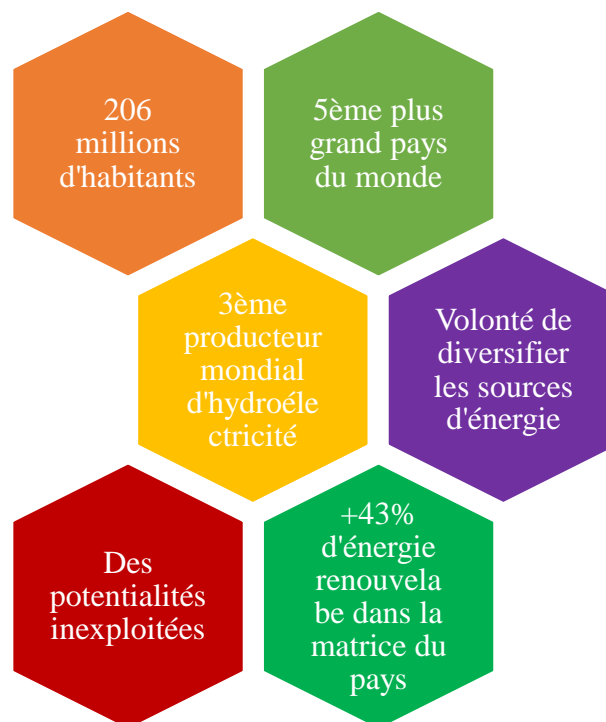 206
millions
d'habitants
5ème plus
grand pays
du monde
3ème
producteur
mondial
d'hydroéle
ctricité
Volonté de
diversifier
les sources
d'énergie
Des
potentialités
inexploitées
+43%
d'énergie
renouvela
be dans la
matrice du
pays